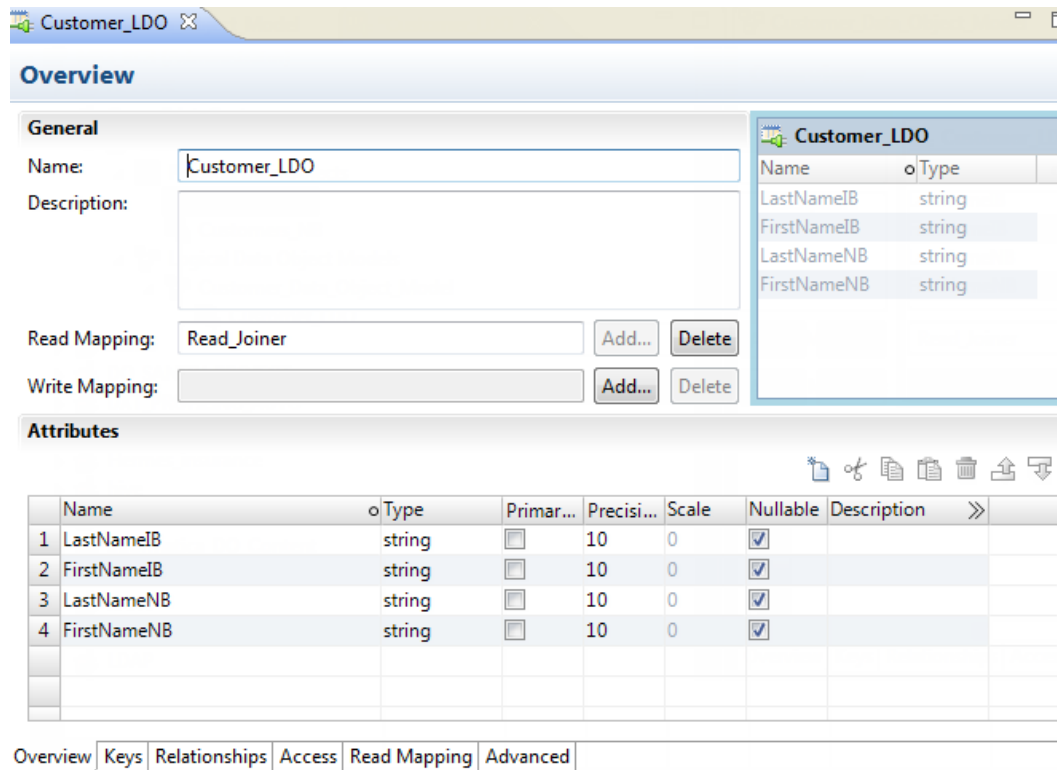 Customer_LDO
Overview
General
Name: Customer_LDO
Description:
Read Mapping: Read_Joiner Add... Delete
Write Mapping: Add... Delete
Customer_LDO
Name Type
LastNameIB string
FirstNameIB string
LastNameNB string
FirstNameNB string
Attributes
Name Type Primar... Precisi... Scale Nullable Description
1 LastNameIB string 10 0
2 FirstNameIB string 10 0
3 LastNameNB string 10 0
4 FirstNameNB string 10 0
Overview Keys Relationships Access Read Mapping Advanced